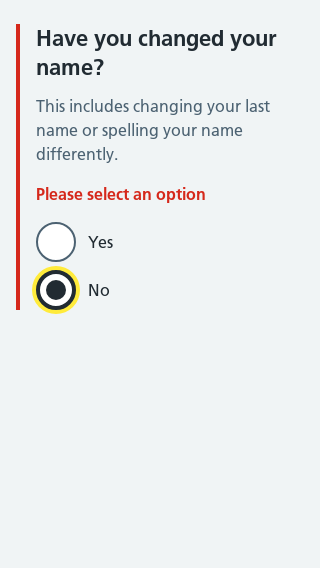 Have you changed your
name?
This includes changing your last
name or spelling your name
differently.
Please select an option
Yes
No